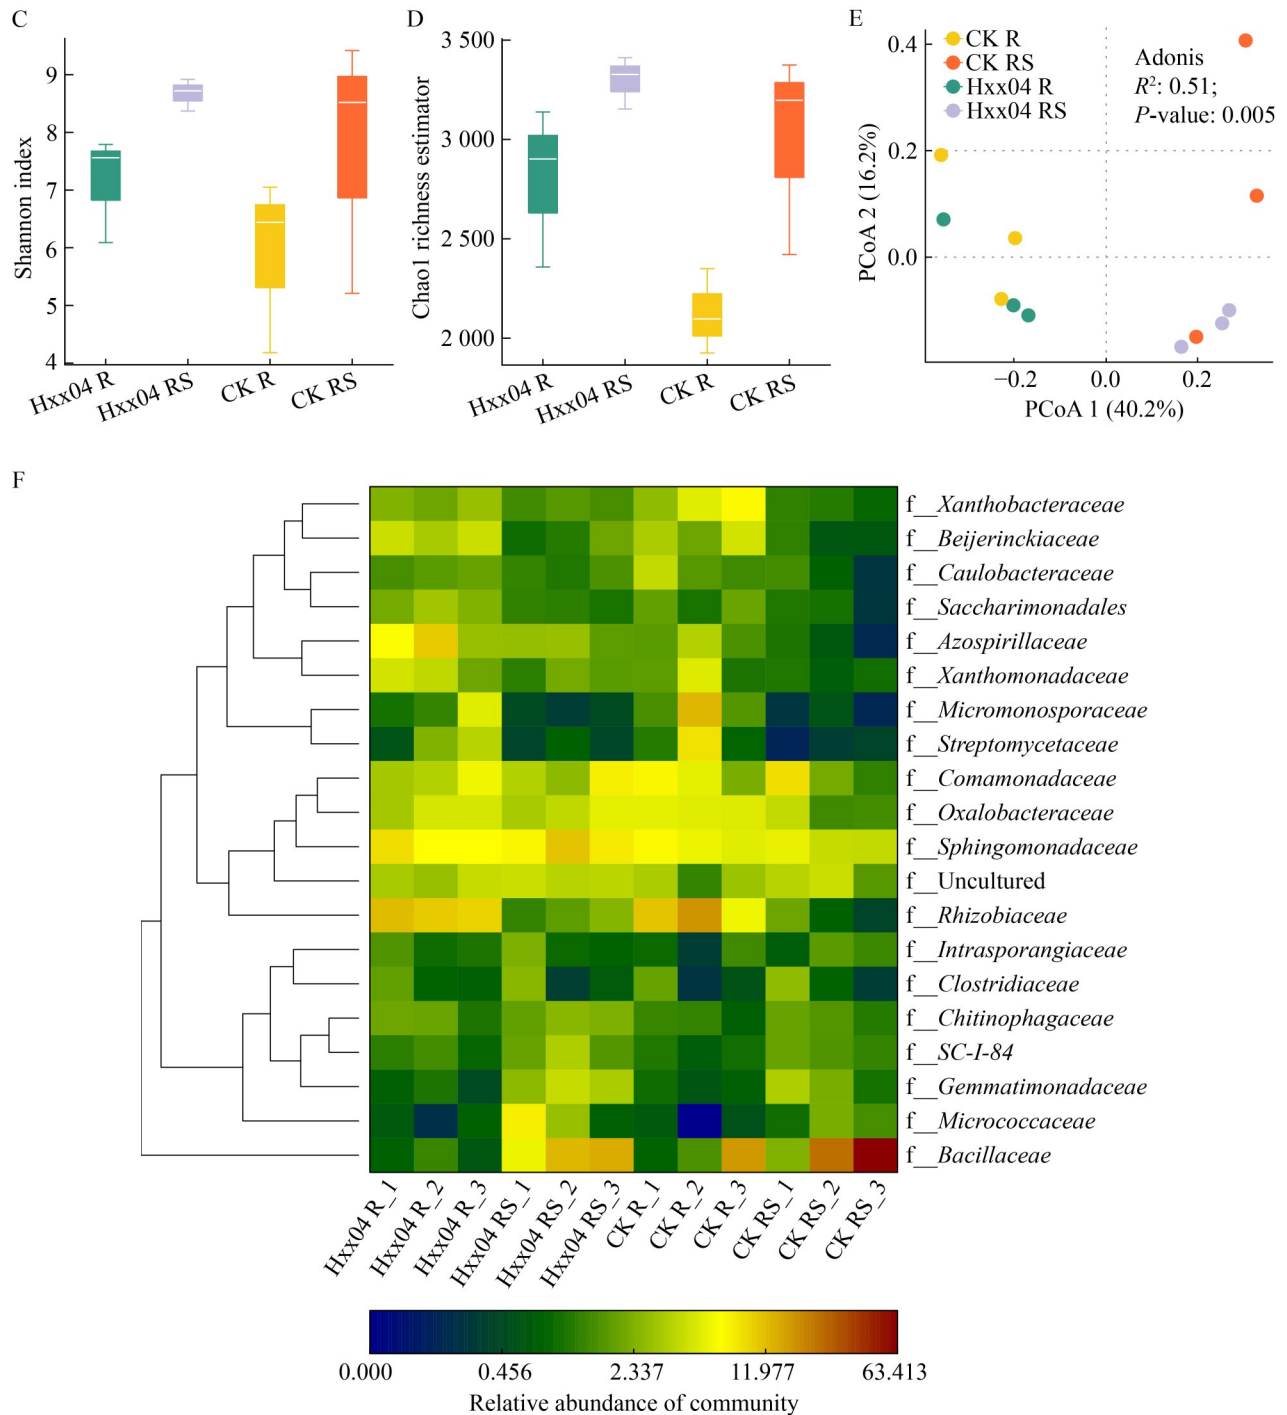 C
9
8
7
6
5
4
Shannon index
Hxx04 R
Hxx04 RS
CK R
CK RS
D
3 500
3 000
2 500
2 000
Chao1 richness estimator
Hxx04 R
Hxx04 RS
CK R
CK RS
E
CK R
CK RS
Hxx04 R
Hxx04 RS
Adonis
R²: 0.51;
P-value: 0.005
0.4
0.2
0.0
PCoA 2 (16.2%)
−0.2
0.0
0.2
PCoA 1 (40.2%)
F
f__Xanthobacteraceae
f__Beijerinckiaceae
f__Caulobacteraceae
f__Saccharimonadales
f__Azospirillaceae
f__Xanthomonadaceae
f__Micromonosporaceae
f__Streptomycetaceae
f__Comamonadaceae
f__Oxalobacteraceae
f__Sphingomonadaceae
f__Uncultured
f__Rhizobiaceae
f__Intrasporangiaceae
f__Clostridiaceae
f__Chitinophagaceae
f__SC-I-84
f__Gemmatimonadaceae
f__Micrococcaceae
f__Bacillaceae
Hxx04 R_1
Hxx04 R_2
Hxx04 R_3
Hxx04 RS_1
Hxx04 RS_2
Hxx04 RS_3
CK R_1
CK R_2
CK R_3
CK RS_1
CK RS_2
CK RS_3
0.000
0.456
2.337
11.977
63.413
Relative abundance of community